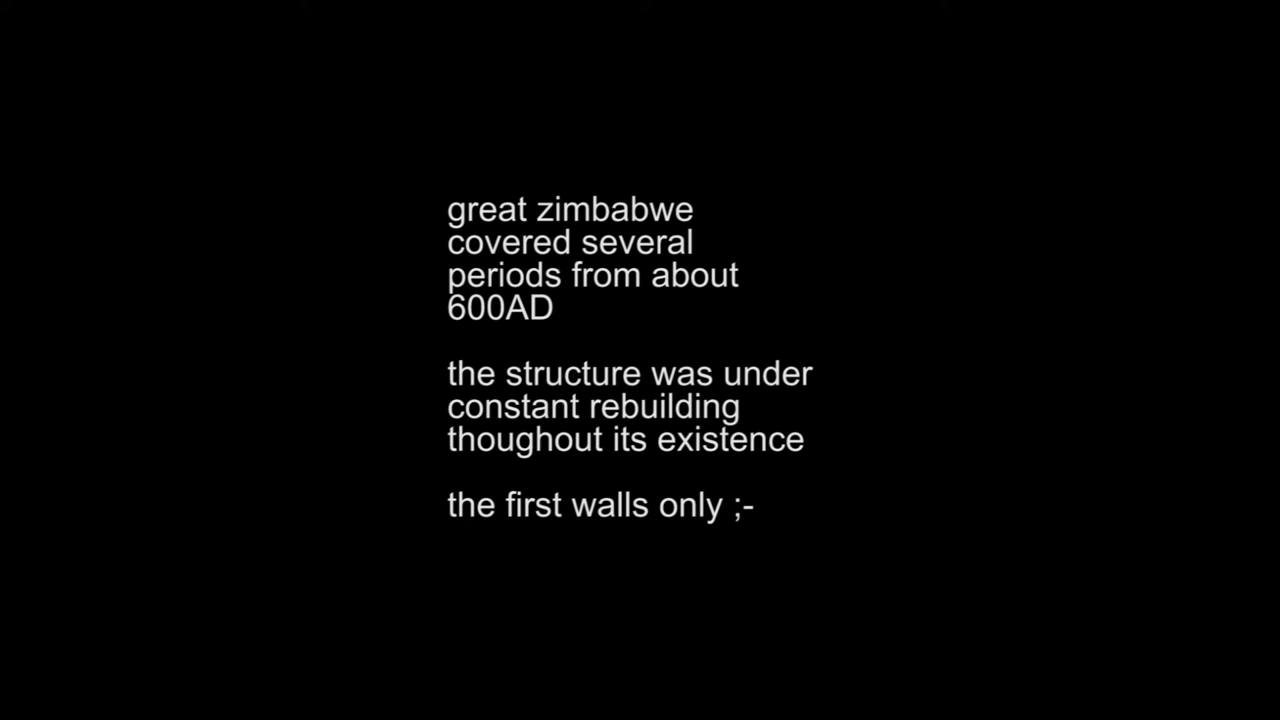 great zimbabwe
covered several
periods from about
600AD
the structure was under
constant rebuilding
thoughout its existence
the first walls only ;-